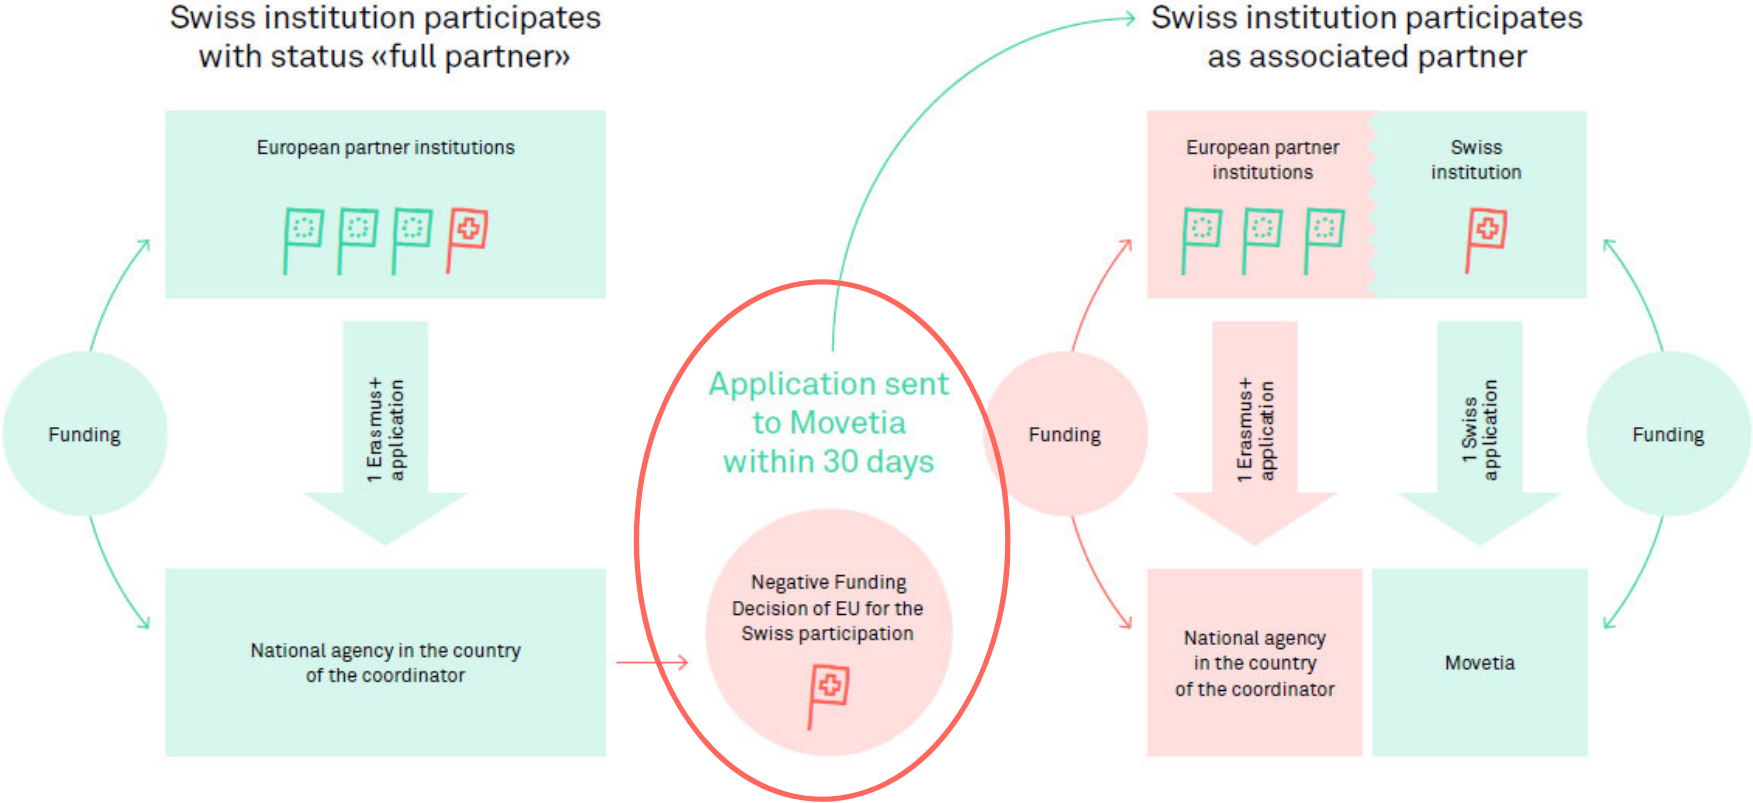 Swiss institution participates
with status «full partner»
European partner institutions
Funding
1 Erasmus+
application
National agency in the country
of the coordinator
Application sent
to Movetia
within 30 days
Negative Funding
Decision of EU for the
Swiss participation
Swiss institution participates
as associated partner
European partner
institutions
Swiss
institution
Funding
1 Erasmus+
application
1 Swiss
application
Funding
National agency
in the country
of the coordinator
Movetia